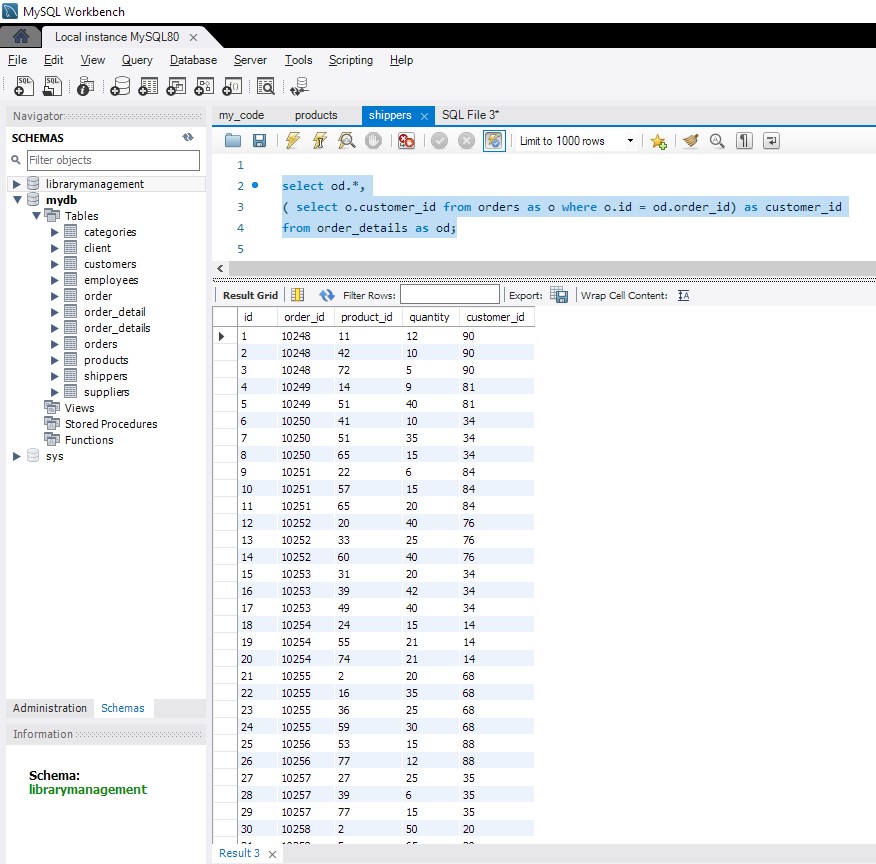 MySQL Workbench
Local instance MySQL80
File Edit View Query Database Server Tools Scripting Help
SQL SQL
Navigator
SCHEMAS
Filter objects
librarymanagement
mydb
Tables
categories
client
customers
employees
order
order_detail
order_details
orders
products
shippers
suppliers
Views
Stored Procedures
Functions
sys
Administration Schemas
Information
Schema:
librarymanagement
my_code products shippers SQL File 3*
Limit to 1000 rows
1
2 select od.*,
3 ( select o.customer_id from orders as o where o.id = od.order_id) as customer_id
4 from order_details as od;
5
Result Grid Filter Rows: Export: Wrap Cell Content: IA
id order_id product_id quantity customer_id
1 10248 11 12 90
2 10248 42 10 90
3 10248 72 5 90
4 10249 14 9 81
5 10249 51 40 81
6 10250 41 10 34
7 10250 51 35 34
8 10250 65 15 34
9 10251 22 6 84
10 10251 57 15 84
11 10251 65 20 84
12 10252 20 40 76
13 10252 33 25 76
14 10252 60 40 76
15 10253 31 20 34
16 10253 39 42 34
17 10253 49 40 34
18 10254 24 15 14
19 10254 55 21 14
20 10254 74 21 14
21 10255 2 20 68
22 10255 16 35 68
23 10255 36 25 68
24 10255 59 30 68
25 10256 53 15 88
26 10256 77 12 88
27 10257 27 25 35
28 10257 39 6 35
29 10257 77 15 35
30 10258 2 50 20
Result 3